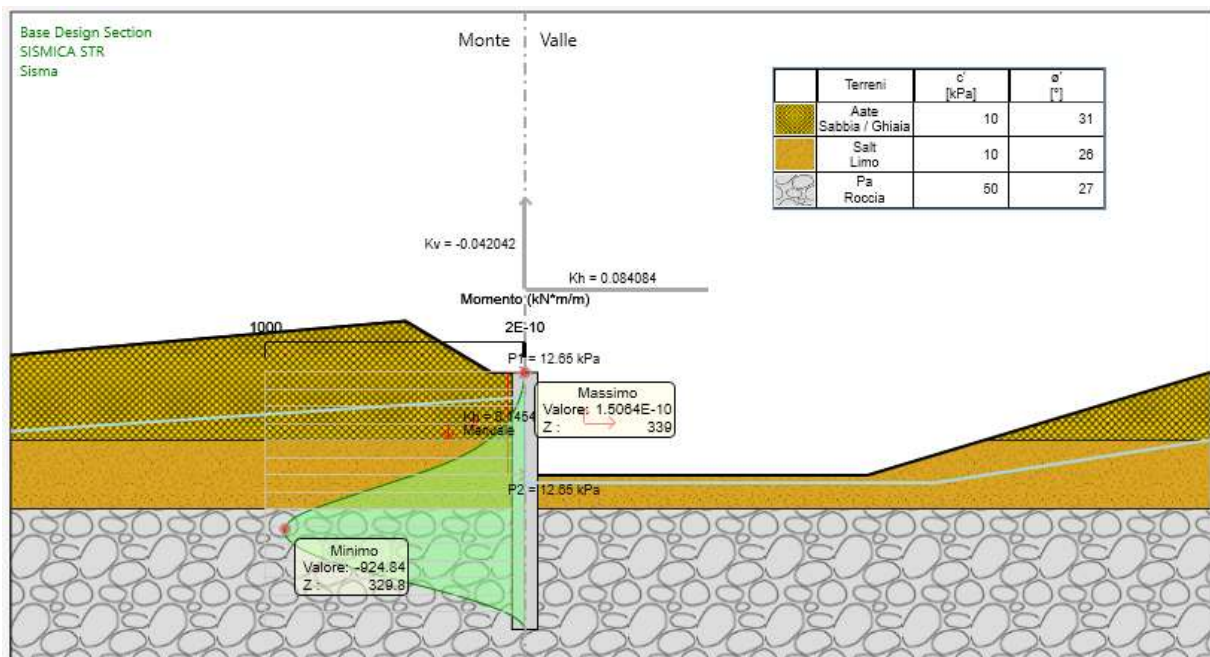 Base Design Section
SISMICA STR
Sisma
Monte Valle
Terreni c' [kPa] ø' [°]
Aate
Sabbia / Ghiaia 10 31
Salt
Limo 10 26
Pa
Roccia 50 27
Kv = -0.042042
Kh = 0.084084
Momento (kN*m/m)
1000 2E-10
P1 = 12.65 kPa
Massimo
Valore: 1.5064E-10
Z : 339
Manuale
P2 = 12.65 kPa
Minimo
Valore: -924.84
Z : 329.8